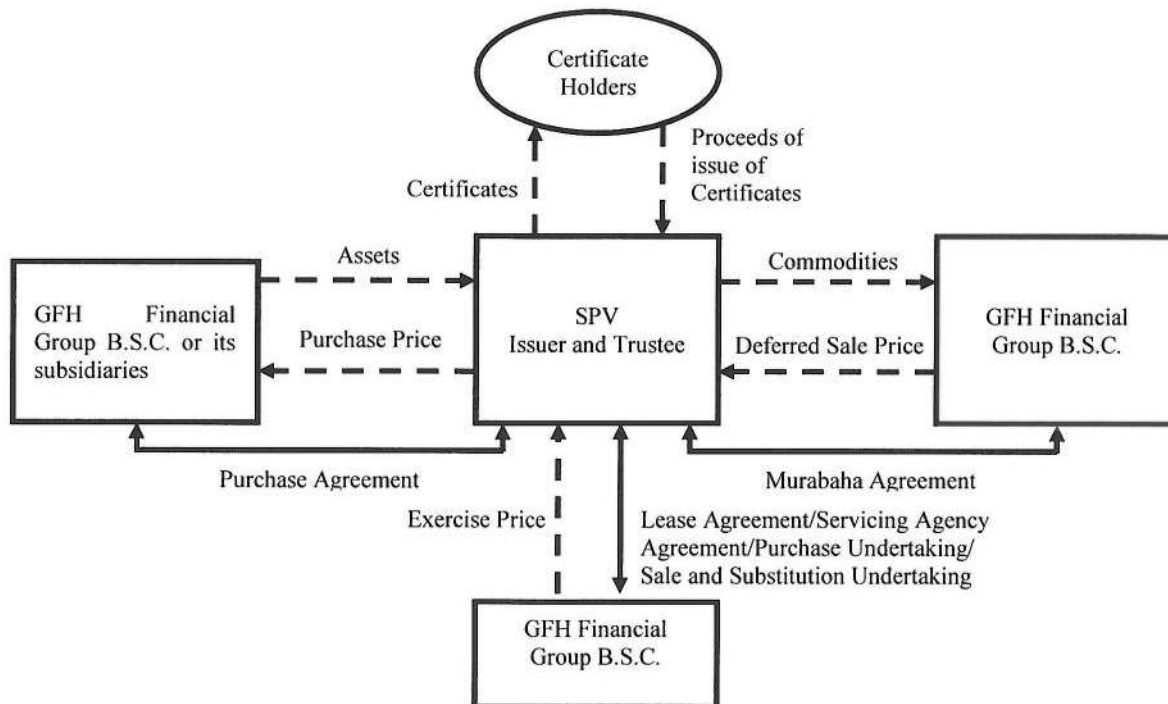 Certificate
Holders
Certificates
Proceeds of
issue of
Certificates
Assets
Purchase Price
GFH Financial
Group B.S.C. or its
subsidiaries
SPV
Issuer and Trustee
Commodities
Deferred Sale Price
GFH Financial
Group B.S.C.
Purchase Agreement
Murabaha Agreement
Exercise Price
Lease Agreement/Servicing Agency
Agreement/Purchase Undertaking/
Sale and Substitution Undertaking
GFH Financial
Group B.S.C.